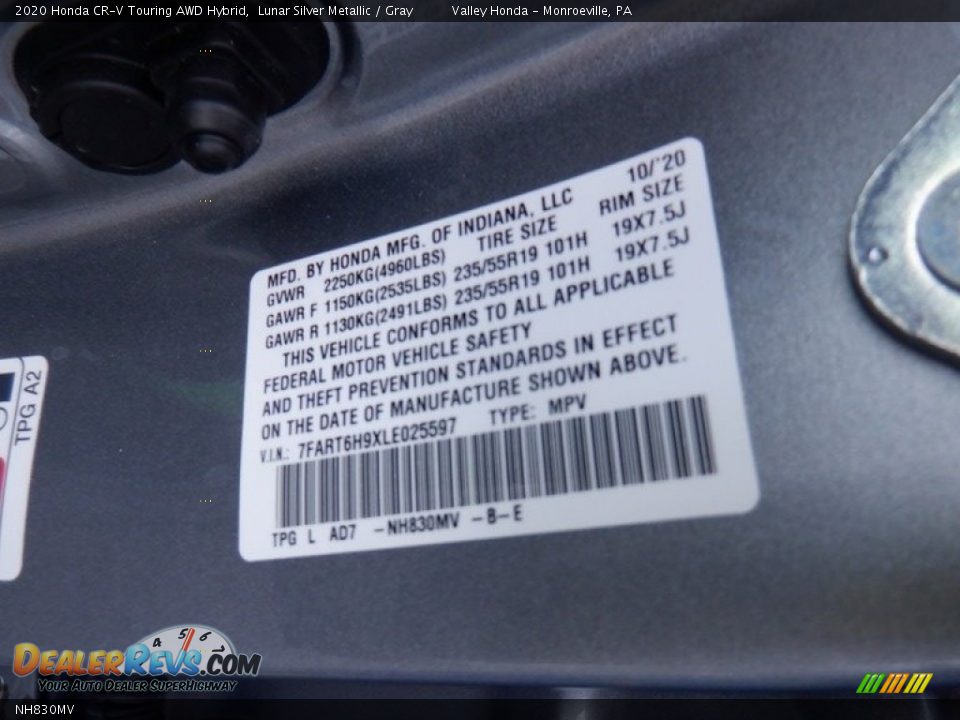 2020 Honda CR-V Touring AWD Hybrid, Lunar Silver Metallic / Gray Valley Honda - Monroeville, PA
MFD. BY HONDA MFG. OF INDIANA, LLC 10/'20
GVWR 2250KG(4960LBS) TIRE SIZE RIM SIZE
GAWR F 1150KG(2535LBS) 235/55R19 101H 19X7.5J
GAWR R 1130KG(2491LBS) 235/55R19 101H 19X7.5J
THIS VEHICLE CONFORMS TO ALL APPLICABLE
FEDERAL MOTOR VEHICLE SAFETY
AND THEFT PREVENTION STANDARDS IN EFFECT
ON THE DATE OF MANUFACTURE SHOWN ABOVE.
V.I.N.: 7FART6H9XLE025597 TYPE: MPV
TPG L AD7 -NH830MV -B-E
TPG A2
4 5 6
DEALERREVS.COM
YOUR AUTO DEALER SUPERHIGHWAY
NH830MV